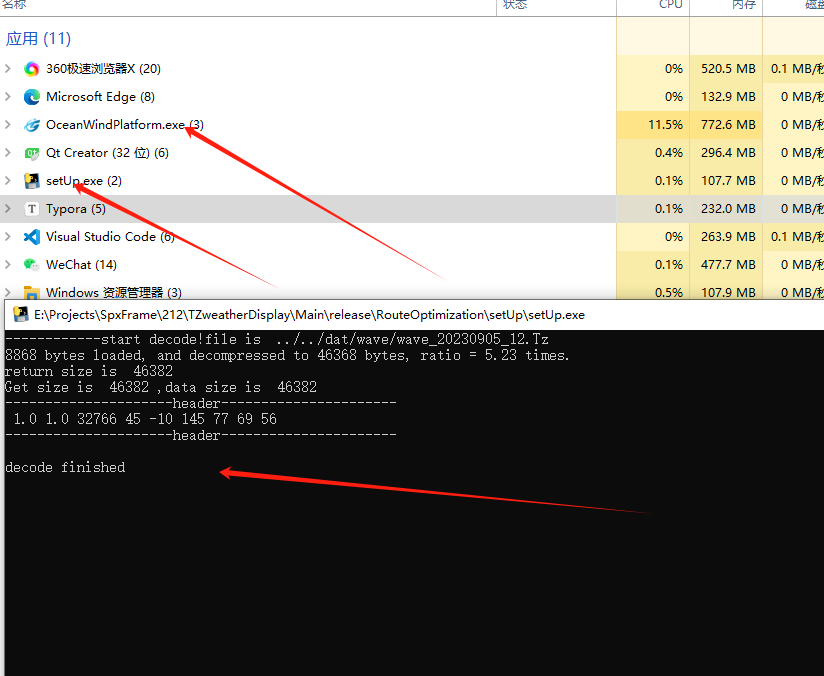 名称 状态 CPU 内存 磁盘
应用 (11)
360极速浏览器X (20) 0% 520.5 MB 0.1 MB/秒
Microsoft Edge (8) 0% 132.9 MB 0 MB/秒
OceanWindPlatform.exe (3) 11.5% 772.6 MB 0 MB/秒
Qt Creator (32 位) (6) 0.4% 296.4 MB 0 MB/秒
setUp.exe (2) 0.1% 107.7 MB 0 MB/秒
Typora (5) 0.1% 232.0 MB 0 MB/秒
Visual Studio Code (6) 0% 263.9 MB 0.1 MB/秒
WeChat (14) 0.1% 477.7 MB 0 MB/秒
Windows 资源管理器 (3) 0.5% 107.9 MB 0 MB/秒
E:\Projects\SpxFrame\212\TZweatherDisplay\Main\release\RouteOptimization\setUp\setUp.exe
------------start decode!file is  ../../dat/wave/wave_20230905_12.Tz
8868 bytes loaded, and decompressed to 46368 bytes, ratio = 5.23 times.
return size is  46382
Get size is  46382 ,data size is  46382
---------------------header----------------------
 1.0 1.0 32766 45 -10 145 77 69 56
---------------------header----------------------
decode finished